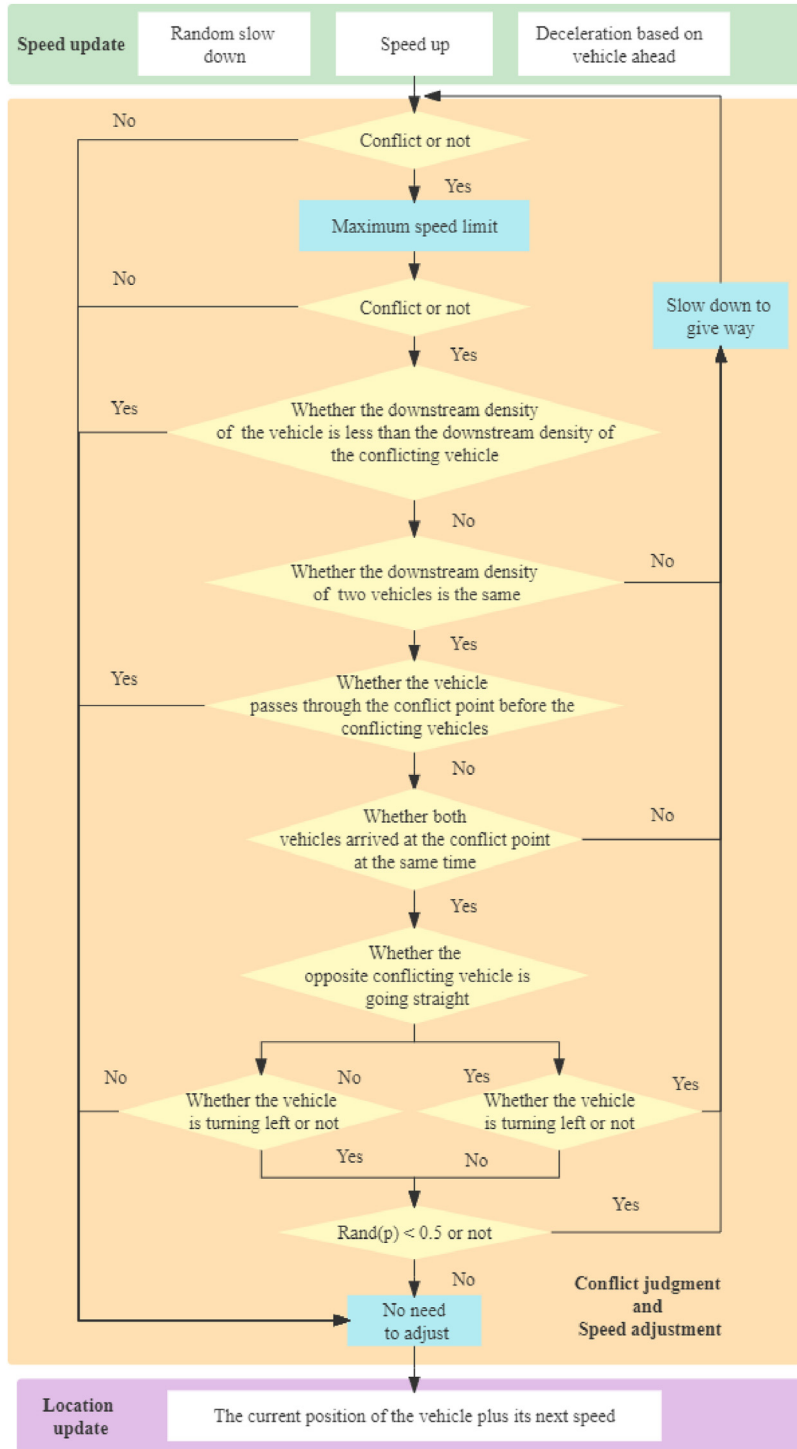 Speed update
Random slow
down
Speed up
Deceleration based on
vehicle ahead
No
Conflict or not
Yes
Maximum speed limit
No
Conflict or not
Slow down to
give way
Yes
Yes
Whether the downstream density
of the vehicle is less than the downstream density of
the conflicting vehicle
No
Whether the downstream density
of two vehicles is the same
No
Yes
Yes
Whether the vehicle
passes through the conflict point before the
conflicting vehicles
No
Whether both
vehicles arrived at the conflict point
at the same time
No
Yes
Whether the
opposite conflicting vehicle is
going straight
No
No
Yes
Yes
Whether the vehicle
is turning left or not
Whether the vehicle
is turning left or not
Yes
No
Rand(p) < 0.5 or not
Yes
No
No need
to adjust
Conflict judgment
and
Speed adjustment
Location
update
The current position of the vehicle plus its next speed